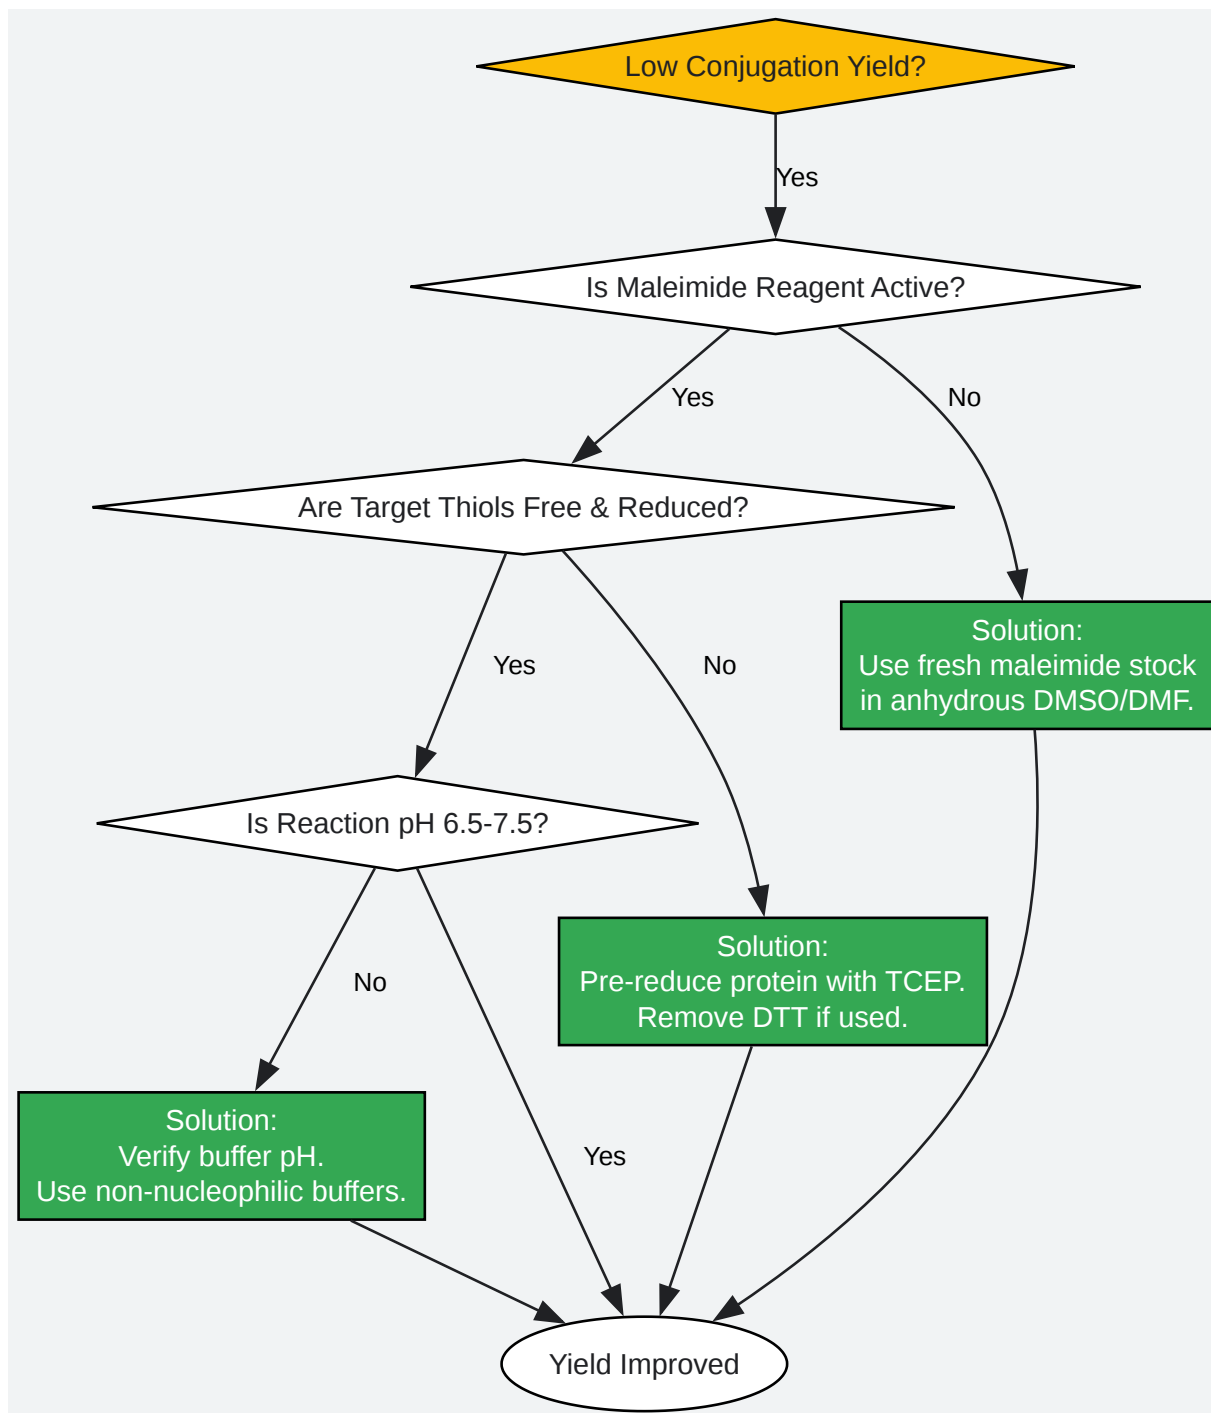 Low Conjugation Yield?
Yes
Is Maleimide Reagent Active?
Yes
No
Are Target Thiols Free & Reduced?
Solution:
Use fresh maleimide stock
in anhydrous DMSO/DMF.
Yes
No
Is Reaction pH 6.5-7.5?
Solution:
Pre-reduce protein with TCEP.
Remove DTT if used.
No
Solution:
Verify buffer pH.
Use non-nucleophilic buffers.
Yes
Yield Improved